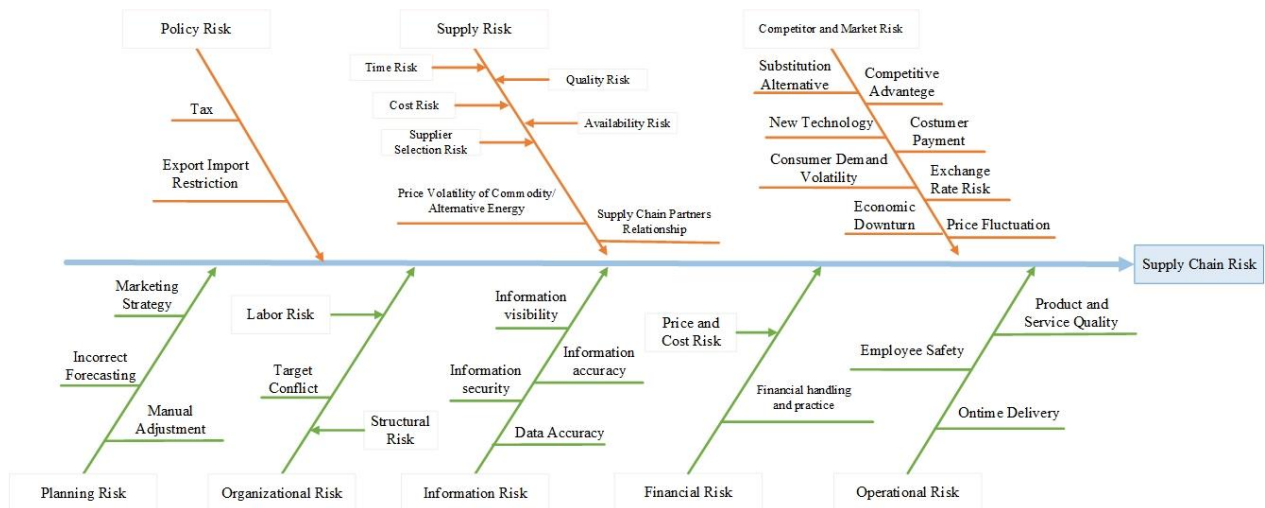 Policy Risk
Supply Risk
Competitor and Market Risk
Time Risk
Quality Risk
Cost Risk
Availability Risk
Supplier
Selection Risk
Price Volatility of Commodity/
Alternative Energy
Supply Chain Partners
Relationship
Tax
Export Import
Restriction
Substitution
Alternative
Competitive
Advantege
New Technology
Costumer
Payment
Consumer Demand
Volatility
Exchange
Rate Risk
Economic
Downturn
Price Fluctuation
Supply Chain Risk
Marketing
Strategy
Incorrect
Forecasting
Manual
Adjustment
Labor Risk
Target
Conflict
Structural
Risk
Information
visibility
Information
accuracy
Information
security
Data Accuracy
Price and
Cost Risk
Financial handling
and practice
Product and
Service Quality
Employee Safety
Ontime Delivery
Planning Risk
Organizational Risk
Information Risk
Financial Risk
Operational Risk